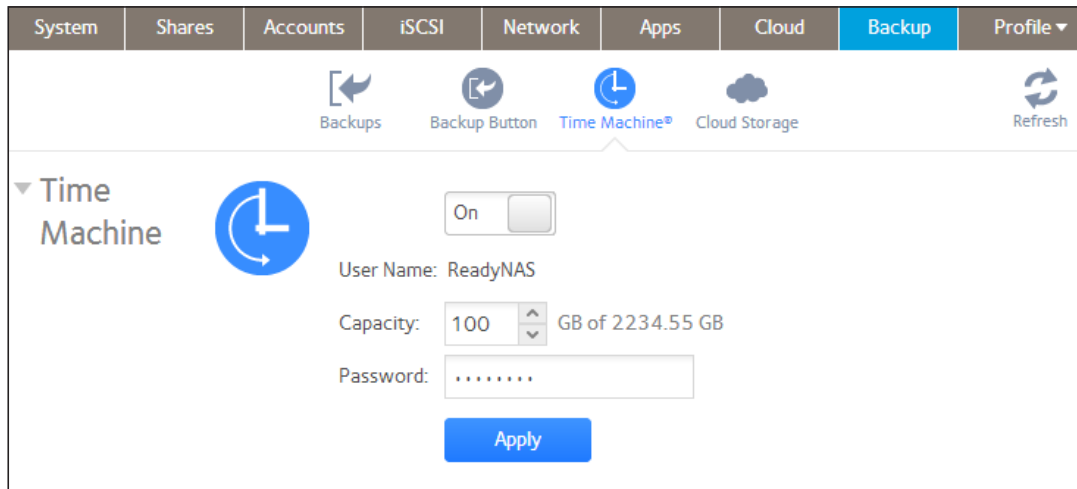 System Shares Accounts iSCSI Network Apps Cloud Backup Profile
Backups Backup Button Time Machine® Cloud Storage Refresh
Time
Machine
On
User Name: ReadyNAS
Capacity: 100 GB of 2234.55 GB
Password: ........
Apply